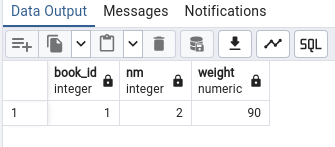 Data Output Messages Notifications
SQL
book_id nm weight
integer integer numeric
1 1 2 90